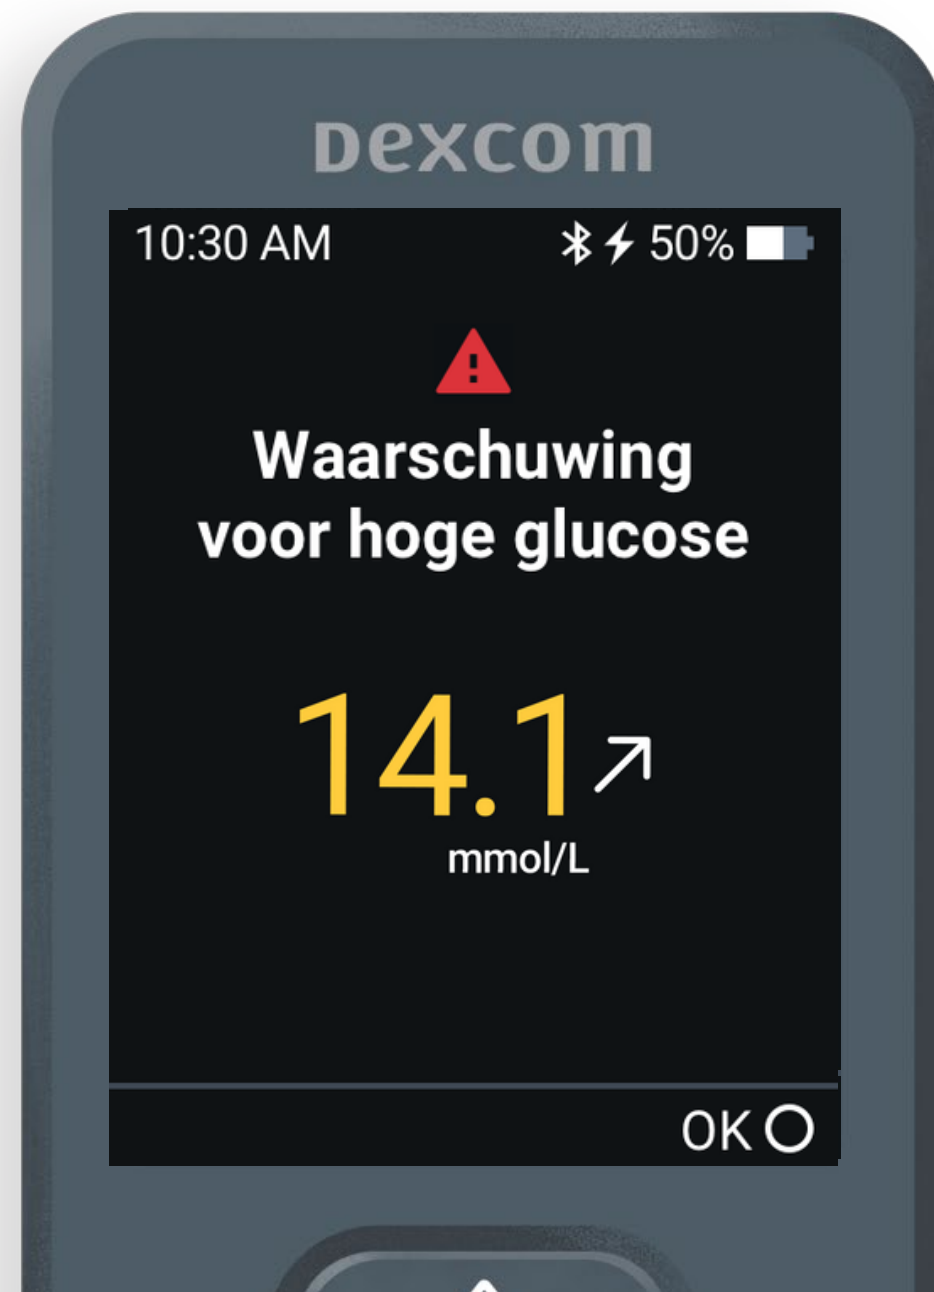 Dexcom
10:30 AM 50%
Waarschuwing
voor hoge glucose
14.1
mmol/L
OK